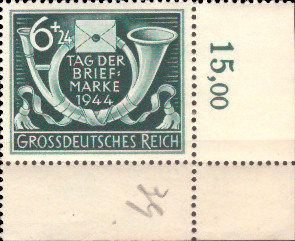 6+24
TAG DER
BRIEF=
MARKE
1944
GROSSDEUTSCHES REICH
15,00